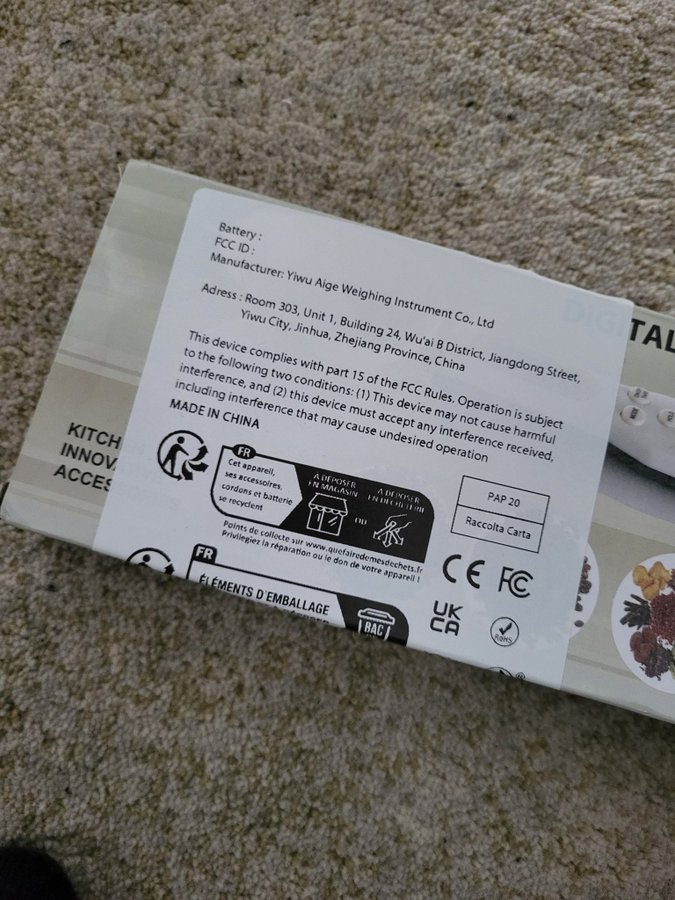 Battery :
FCC ID :
Manufacturer: Yiwu Aige Weighing Instrument Co., Ltd
Adress : Room 303, Unit 1, Building 24, Wu'ai B District, Jiangdong Street,
Yiwu City, Jinhua, Zhejiang Province, China
This device complies with part 15 of the FCC Rules. Operation is subject
to the following two conditions: (1) This device may not cause harmful
interference, and (2) this device must accept any interference received,
including interference that may cause undesired operation
MADE IN CHINA
FR
Cet appareil,
ses accessoires,
cordons et batterie
se recyclent
À DÉPOSER
EN MAGASIN
OU
À DÉPOSER
EN DÉCHÈTERIE
Points de collecte sur www.quefairedemesdechets.fr
Privilegiez la réparation ou le don de votre appareil !
PAP 20
Raccolta Carta
CE FC
UK
CA
RoHS
FR
ÉLÉMENTS D'EMBALLAGE
BAC
KITCH
INNOV
ACCES
DIGITAL